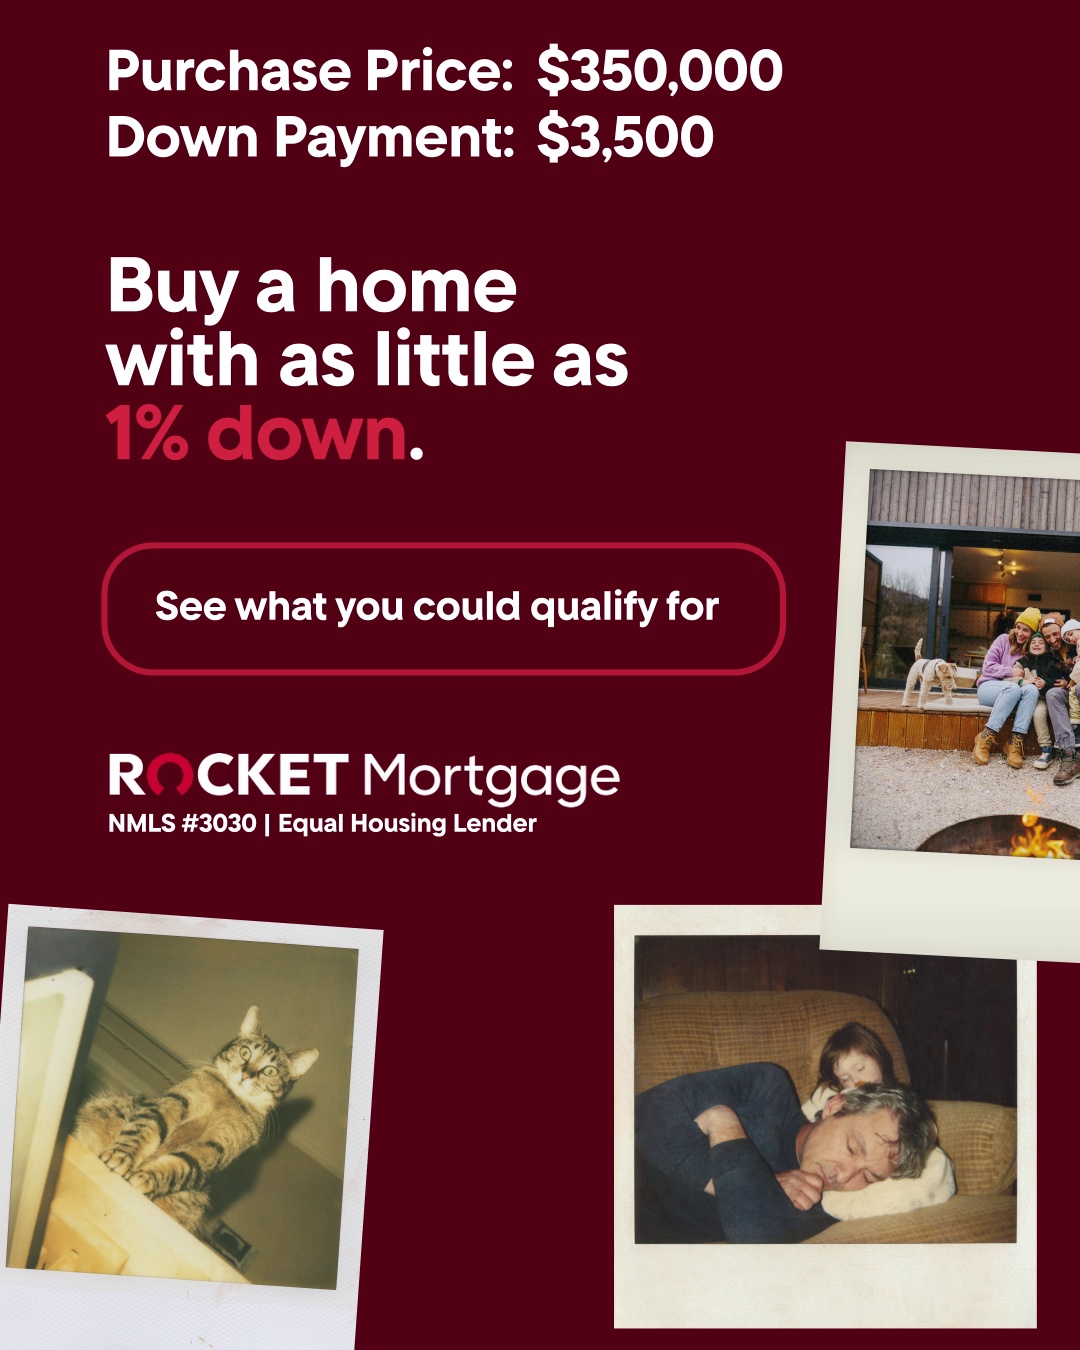 Purchase Price: $350,000
Down Payment: $3,500
Buy a home
with as little as
1% down.
See what you could qualify for
ROCKET Mortgage
NMLS #3030 | Equal Housing Lender